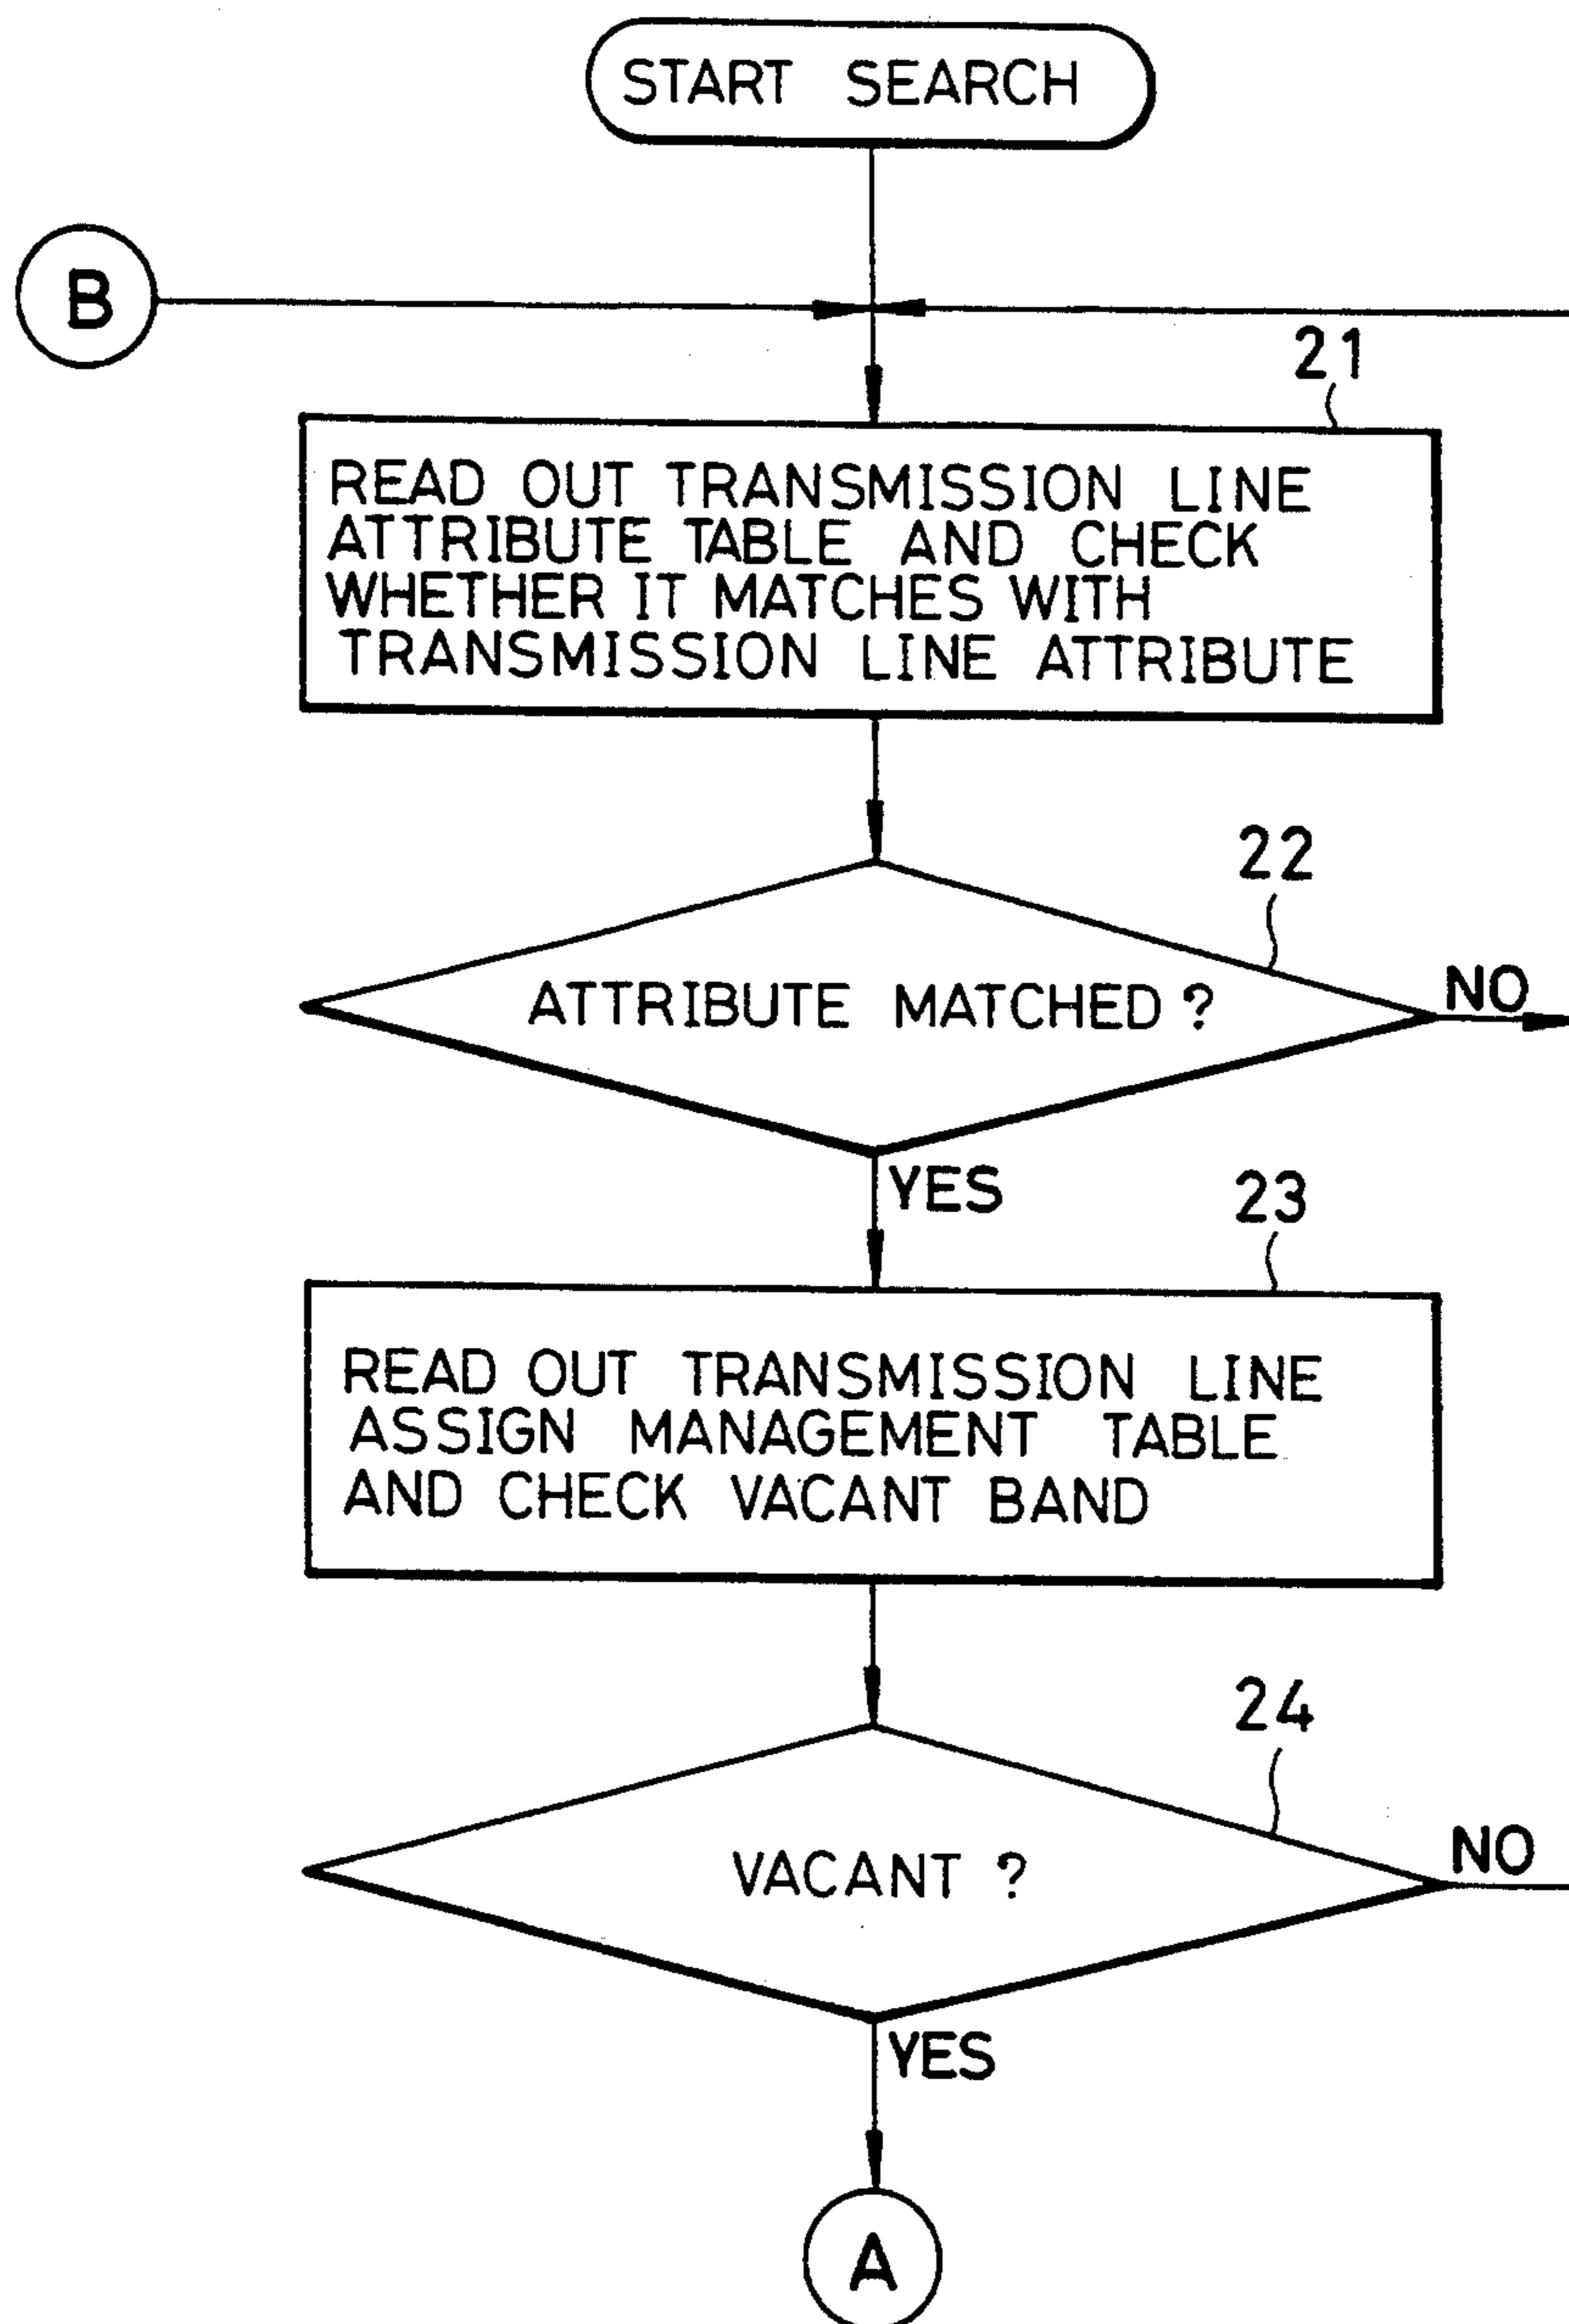 START SEARCH
B
21
READ OUT TRANSMISSION LINE
ATTRIBUTE TABLE AND CHECK
WHETHER IT MATCHES WITH
TRANSMISSION LINE ATTRIBUTE
22
ATTRIBUTE MATCHED ?
NO
YES
23
READ OUT TRANSMISSION LINE
ASSIGN MANAGEMENT TABLE
AND CHECK VACANT BAND
24
VACANT ?
NO
YES
A